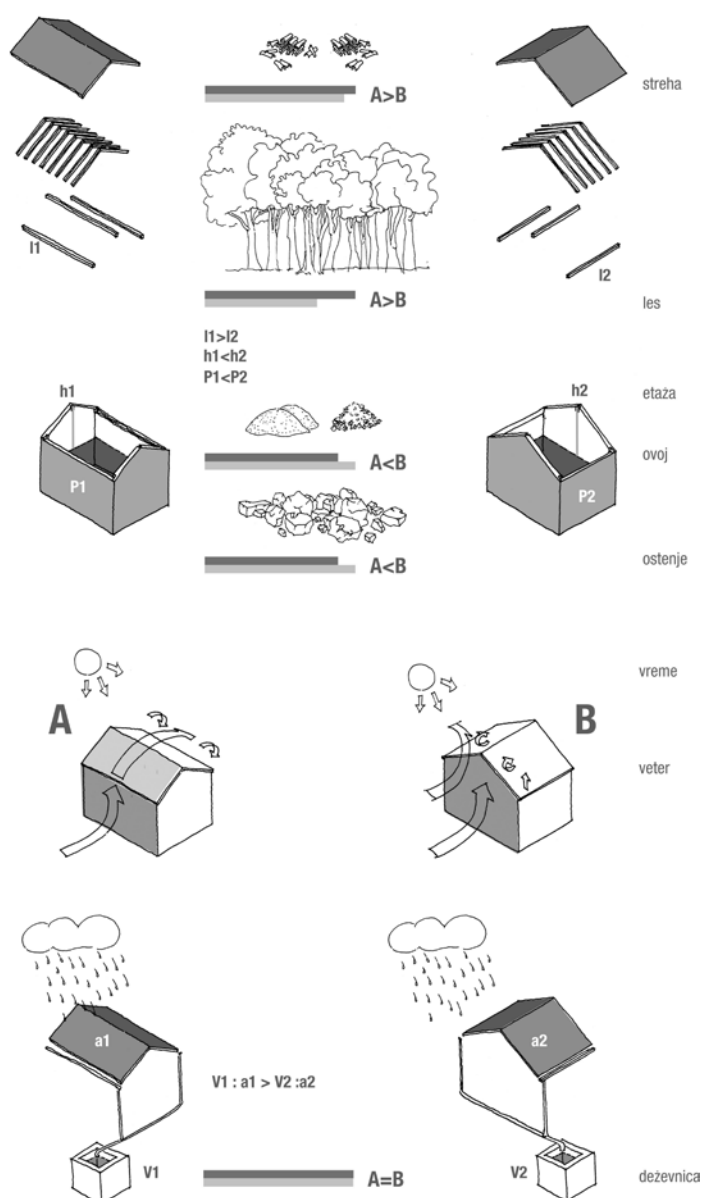 A>B
streha
l1
l2
A>B
les
l1>l2
h1<h2
P1<P2
h1
h2
etaža
ovoj
A<B
P1
P2
ostenje
A<B
vreme
A
B
veter
a1
a2
V1 : a1 > V2 :a2
V1
A=B
V2
deževnica